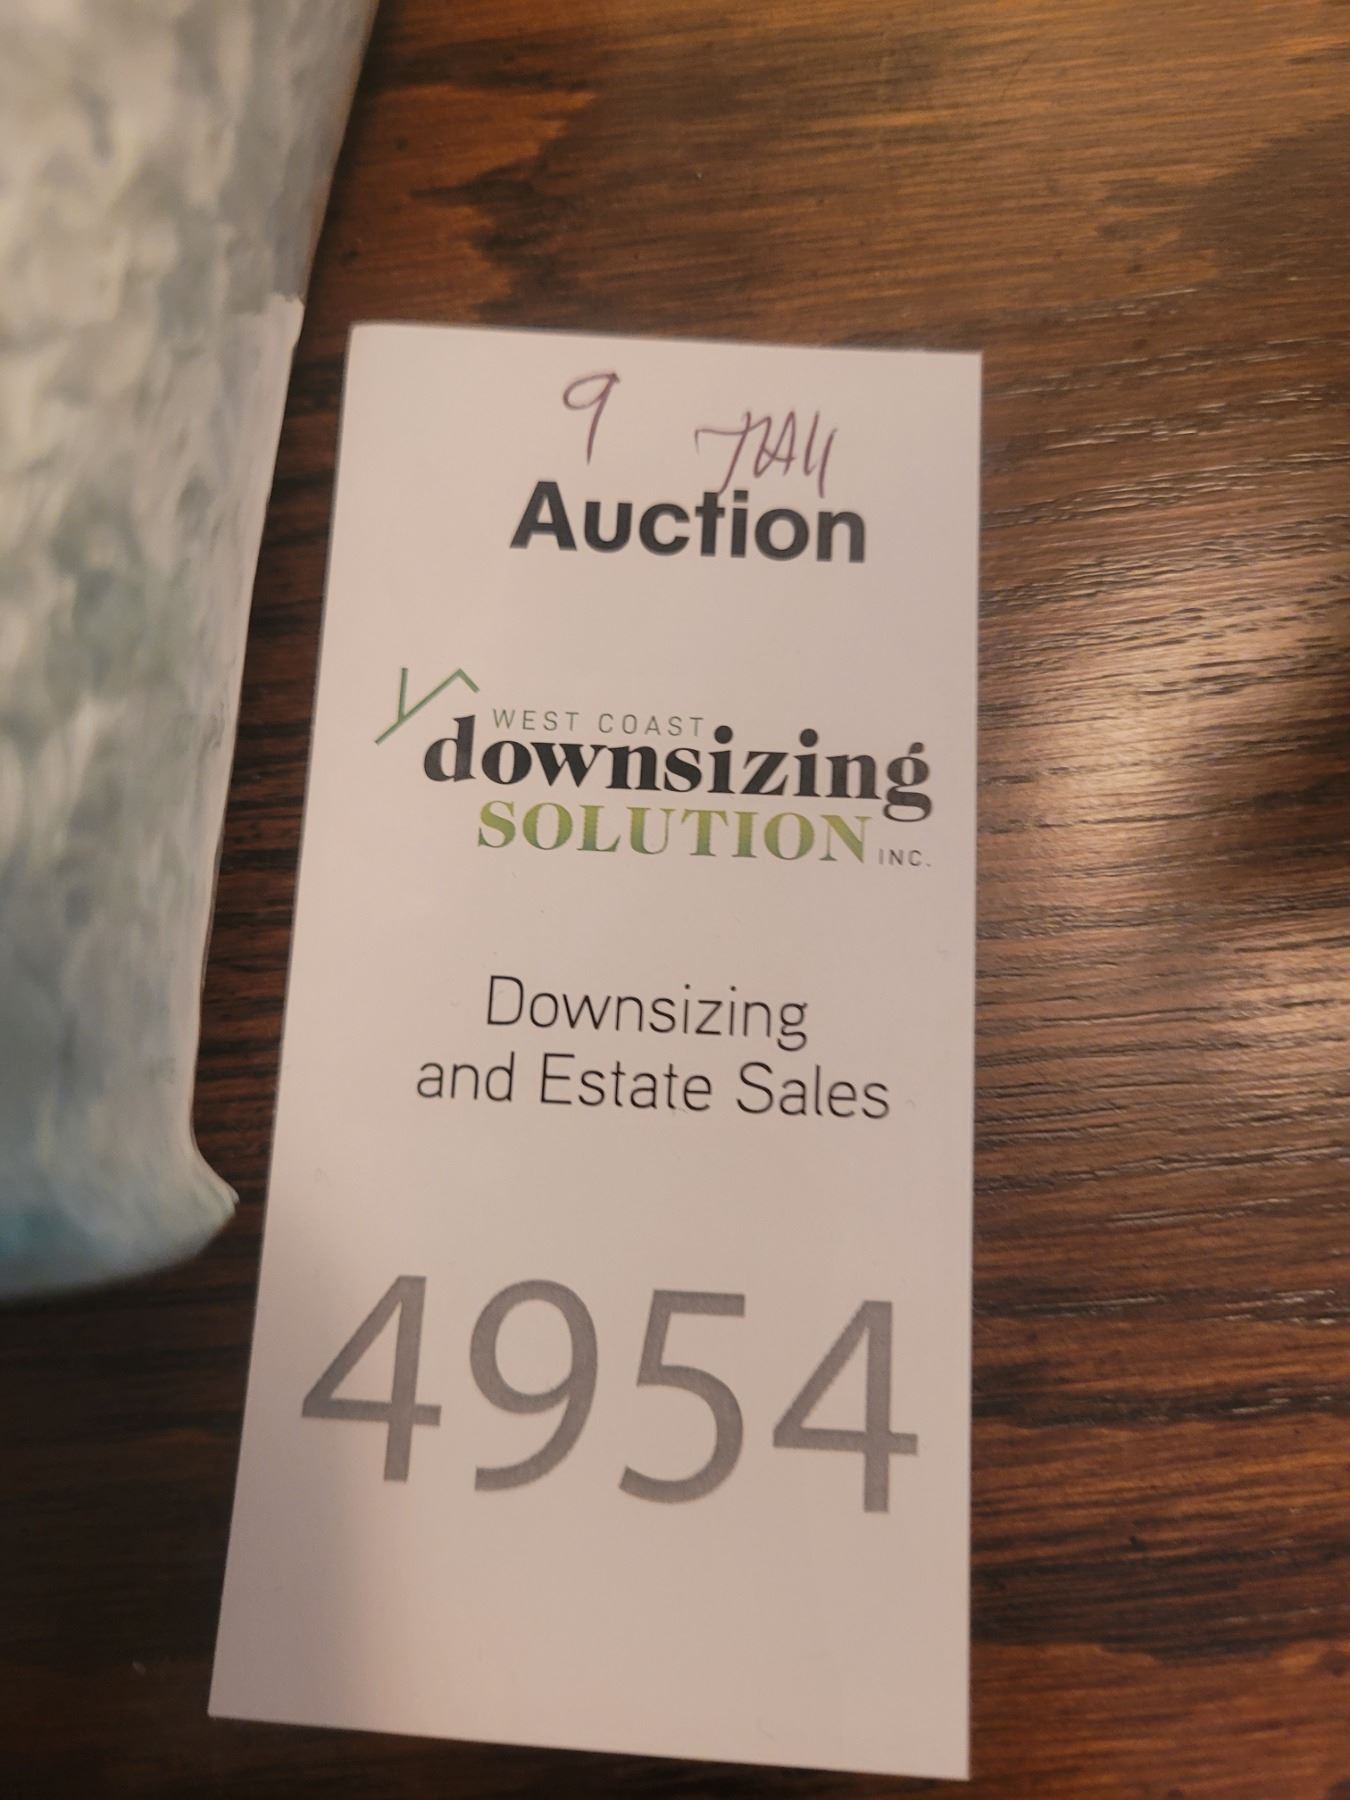 9
Auction
WEST COAST
downsizing
SOLUTION INC.
Downsizing
and Estate Sales
4954